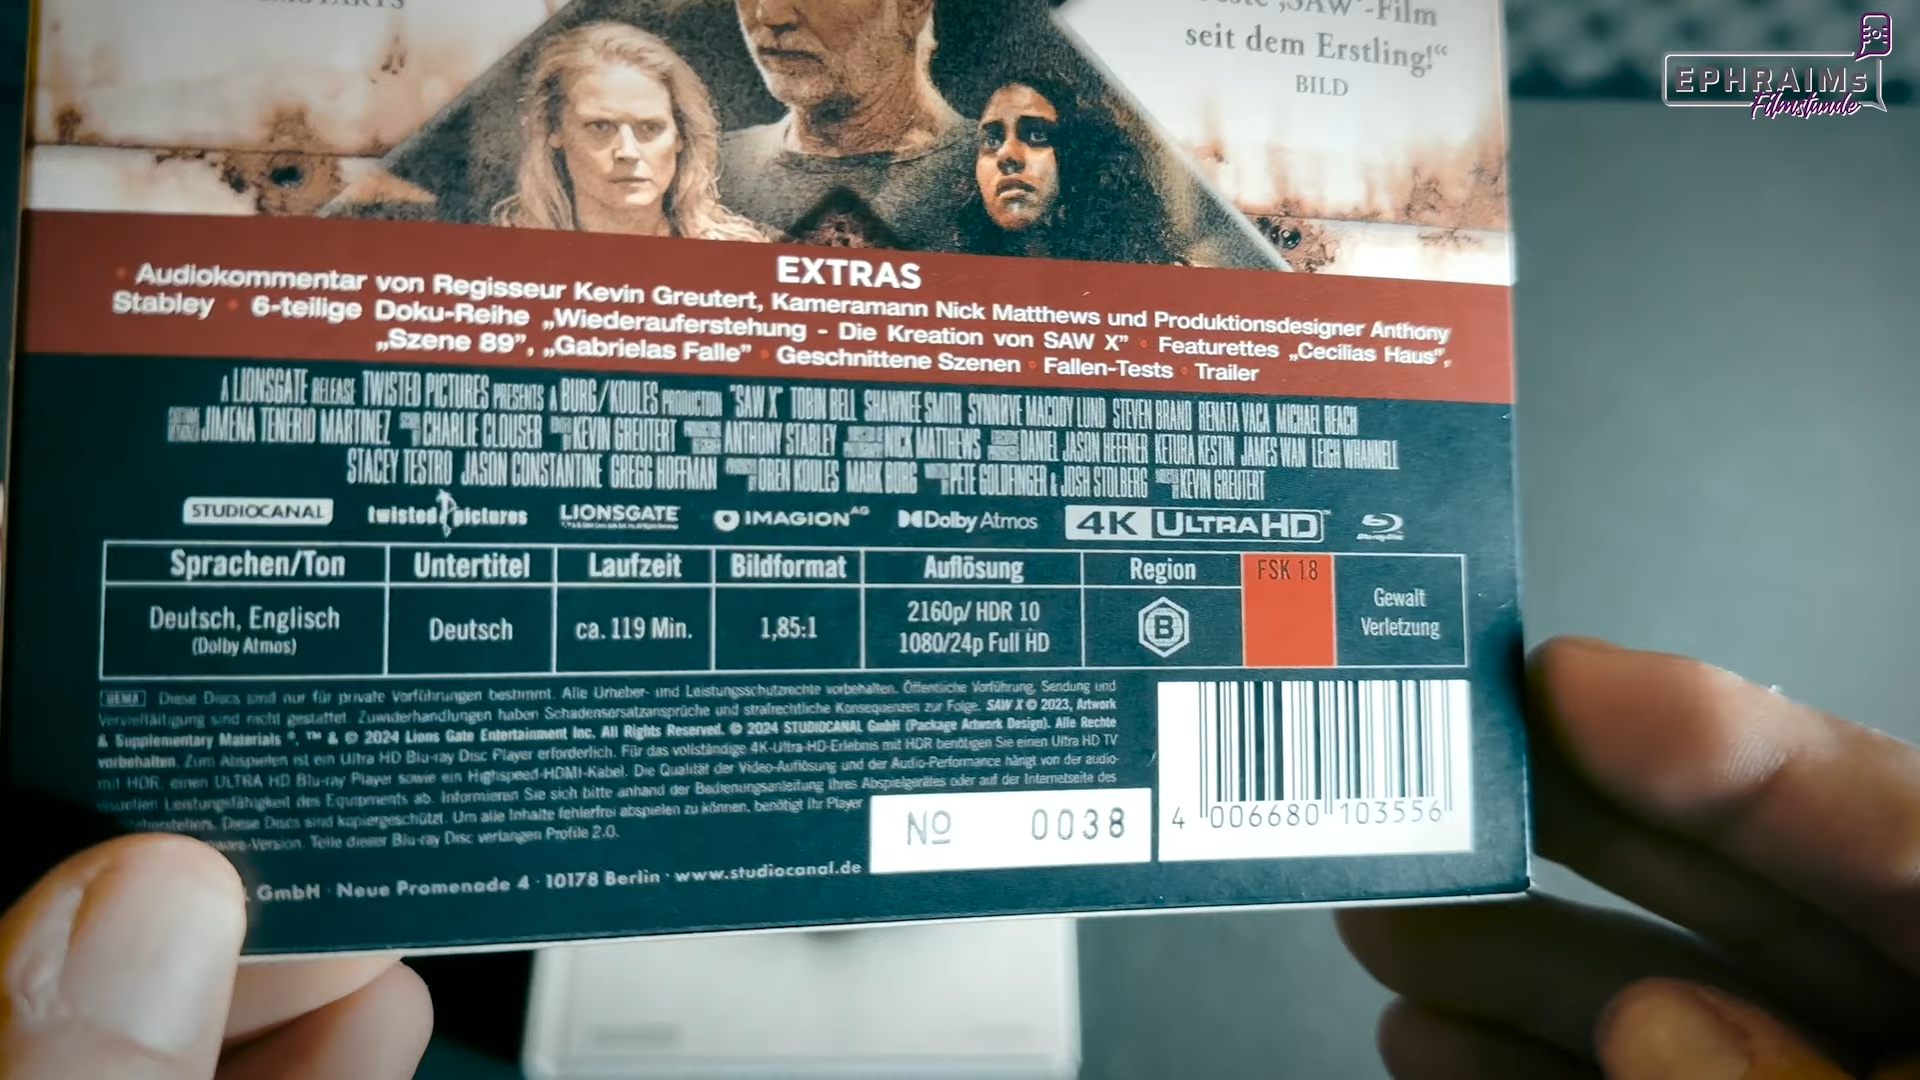 EPHRAIMs
Filmstunde
-Film
seit dem Erstling!“
BILD
EXTRAS
• Audiokommentar von Regisseur Kevin Greutert, Kameramann Nick Matthews und Produktionsdesigner Anthony
Stabley • 6-teilige Doku-Reihe „Wiederauferstehung - Die Kreation von SAW X” • Featurettes „Cecilias Haus”,
„Szene 89”, „Gabrielas Falle” • Geschnittene Szenen • Fallen-Tests • Trailer
A LIONSGATE RELEASE TWISTED PICTURES PRESENTS A BURG/KOULES PRODUCTION "SAW X" TOBIN BELL SHAWNEE SMITH SYNNØVE MACODY LUND STEVEN BRAND RENATA VACA MICHAEL BEACH
JIMENA TENERIO MARTINEZ CHARLIE CLOUSER KEVIN GREUTERT ANTHONY STABLEY NICK MATTHEWS DANIEL JASON HEFFNER KETURA KESTIN JAMES WAN LEIGH WHANNELL
STACEY TESTRO JASON CONSTANTINE GREGG HOFFMAN OREN KOULES MARK BURG PETE GOLDFINGER & JOSH STOLBERG KEVIN GREUTERT
STUDIOCANAL twisted pictures LIONSGATE IMAGION AG Dolby Atmos 4K ULTRA HD Blu-ray Disc
Sprachen/Ton Untertitel Laufzeit Bildformat Auflösung Region FSK 18
Deutsch, Englisch
(Dolby Atmos)
Deutsch
ca. 119 Min.
1,85:1
2160p/ HDR 10
1080/24p Full HD
B
Gewalt
Verletzung
Diese Discs sind nur für private Vorführungen bestimmt. Alle Urheber- und Leistungsschutzrechte vorbehalten. Öffentliche Vorführung, Sendung und
Vervielfältigung sind nicht gestattet. Zuwiderhandlungen haben Schadensersatzansprüche und strafrechtliche Konsequenzen zur Folge. SAW X © 2023, Artwork
& Supplementary Materials ®, ™ & © 2024 Lions Gate Entertainment Inc. All Rights Reserved. © 2024 STUDIOCANAL GmbH (Package Artwork Design). Alle Rechte
vorbehalten. Zum Abspielen ist ein Ultra HD Blu-ray Disc Player erforderlich. Für das vollständige 4K-Ultra-HD-Erlebnis mit HDR benötigen Sie einen Ultra HD TV
mit HDR, einen ULTRA HD Blu-ray Player sowie ein Highspeed-HDMI-Kabel. Die Qualität der Video-Auflösung und der Audio-Performance hängt von der audio-
visuellen Leistungsfähigkeit des Equipments ab. Informieren Sie sich bitte anhand der Bedienungsanleitung Ihres Abspielgerätes oder auf der Internetseite des
Herstellers. Diese Discs sind kopiergeschützt. Um alle Inhalte fehlerfrei abspielen zu können, benötigt Ihr Player
-Version. Teile dieser Blu-ray Disc verlangen Profile 2.0.
GmbH · Neue Promenade 4 · 10178 Berlin · www.studiocanal.de
Nº 0038
4 006680 103556